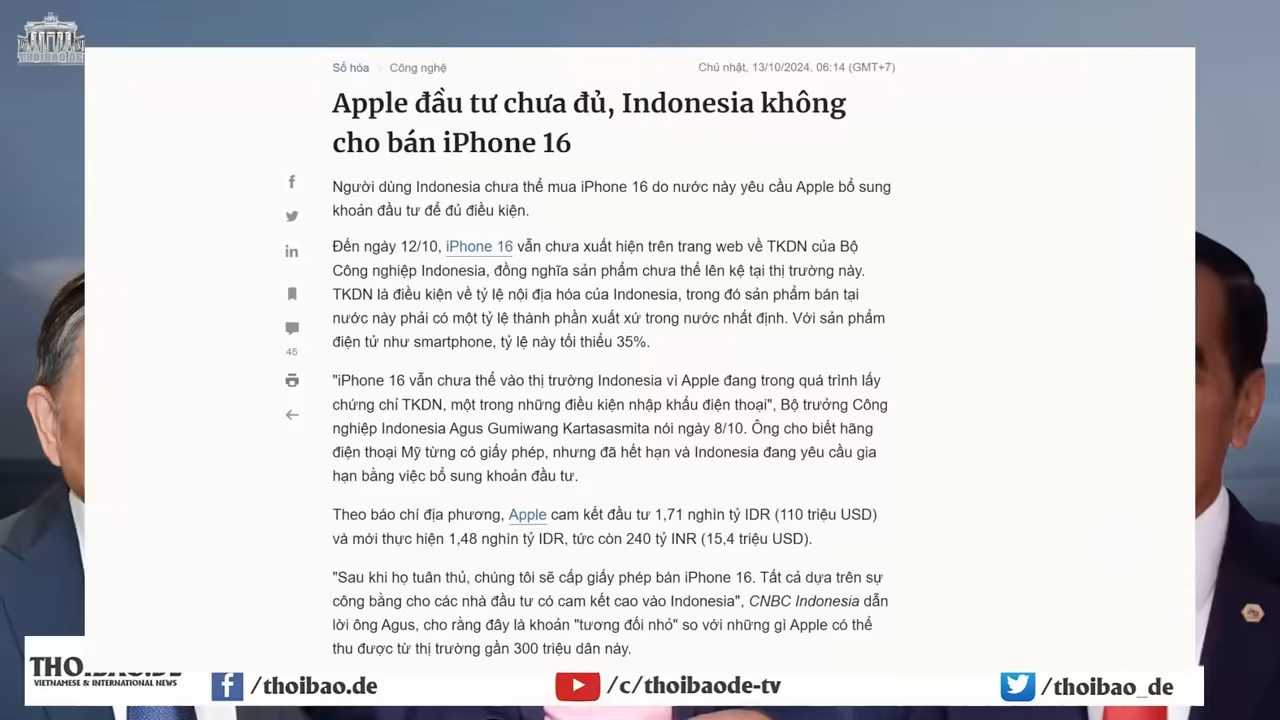 THOIBAO.DE
Số hóa > Công nghệ
Chủ nhật, 13/10/2024, 06:14 (GMT+7)
Apple đầu tư chưa đủ, Indonesia không
cho bán iPhone 16
Người dùng Indonesia chưa thể mua iPhone 16 do nước này yêu cầu Apple bổ sung
khoản đầu tư để đủ điều kiện.
Đến ngày 12/10, iPhone 16 vẫn chưa xuất hiện trên trang web về TKDN của Bộ
Công nghiệp Indonesia, đồng nghĩa sản phẩm chưa thể lên kệ tại thị trường này.
TKDN là điều kiện về tỷ lệ nội địa hóa của Indonesia, trong đó sản phẩm bán tại
nước này phải có một tỷ lệ thành phần xuất xứ trong nước nhất định. Với sản phẩm
điện tử như smartphone, tỷ lệ này tối thiểu 35%.
45
"iPhone 16 vẫn chưa thể vào thị trường Indonesia vì Apple đang trong quá trình lấy
chứng chỉ TKDN, một trong những điều kiện nhập khẩu điện thoại", Bộ trưởng Công
nghiệp Indonesia Agus Gumiwang Kartasasmita nói ngày 8/10. Ông cho biết hãng
điện thoại Mỹ từng có giấy phép, nhưng đã hết hạn và Indonesia đang yêu cầu gia
hạn bằng việc bổ sung khoản đầu tư.
Theo báo chí địa phương, Apple cam kết đầu tư 1,71 nghìn tỷ IDR (110 triệu USD)
và mới thực hiện 1,48 nghìn tỷ IDR, tức còn 240 tỷ INR (15,4 triệu USD).
"Sau khi họ tuân thủ, chúng tôi sẽ cấp giấy phép bán iPhone 16. Tất cả dựa trên sự
công bằng cho các nhà đầu tư có cam kết cao vào Indonesia", CNBC Indonesia dẫn
lời ông Agus, cho rằng đây là khoản "tương đối nhỏ" so với những gì Apple có thể
thu được từ thị trường gần 300 triệu dân này.
THOIBAO.DE
VIETNAMESE & INTERNATIONAL NEWS
/thoibao.de
/c/thoibaode-tv
/thoibao_de